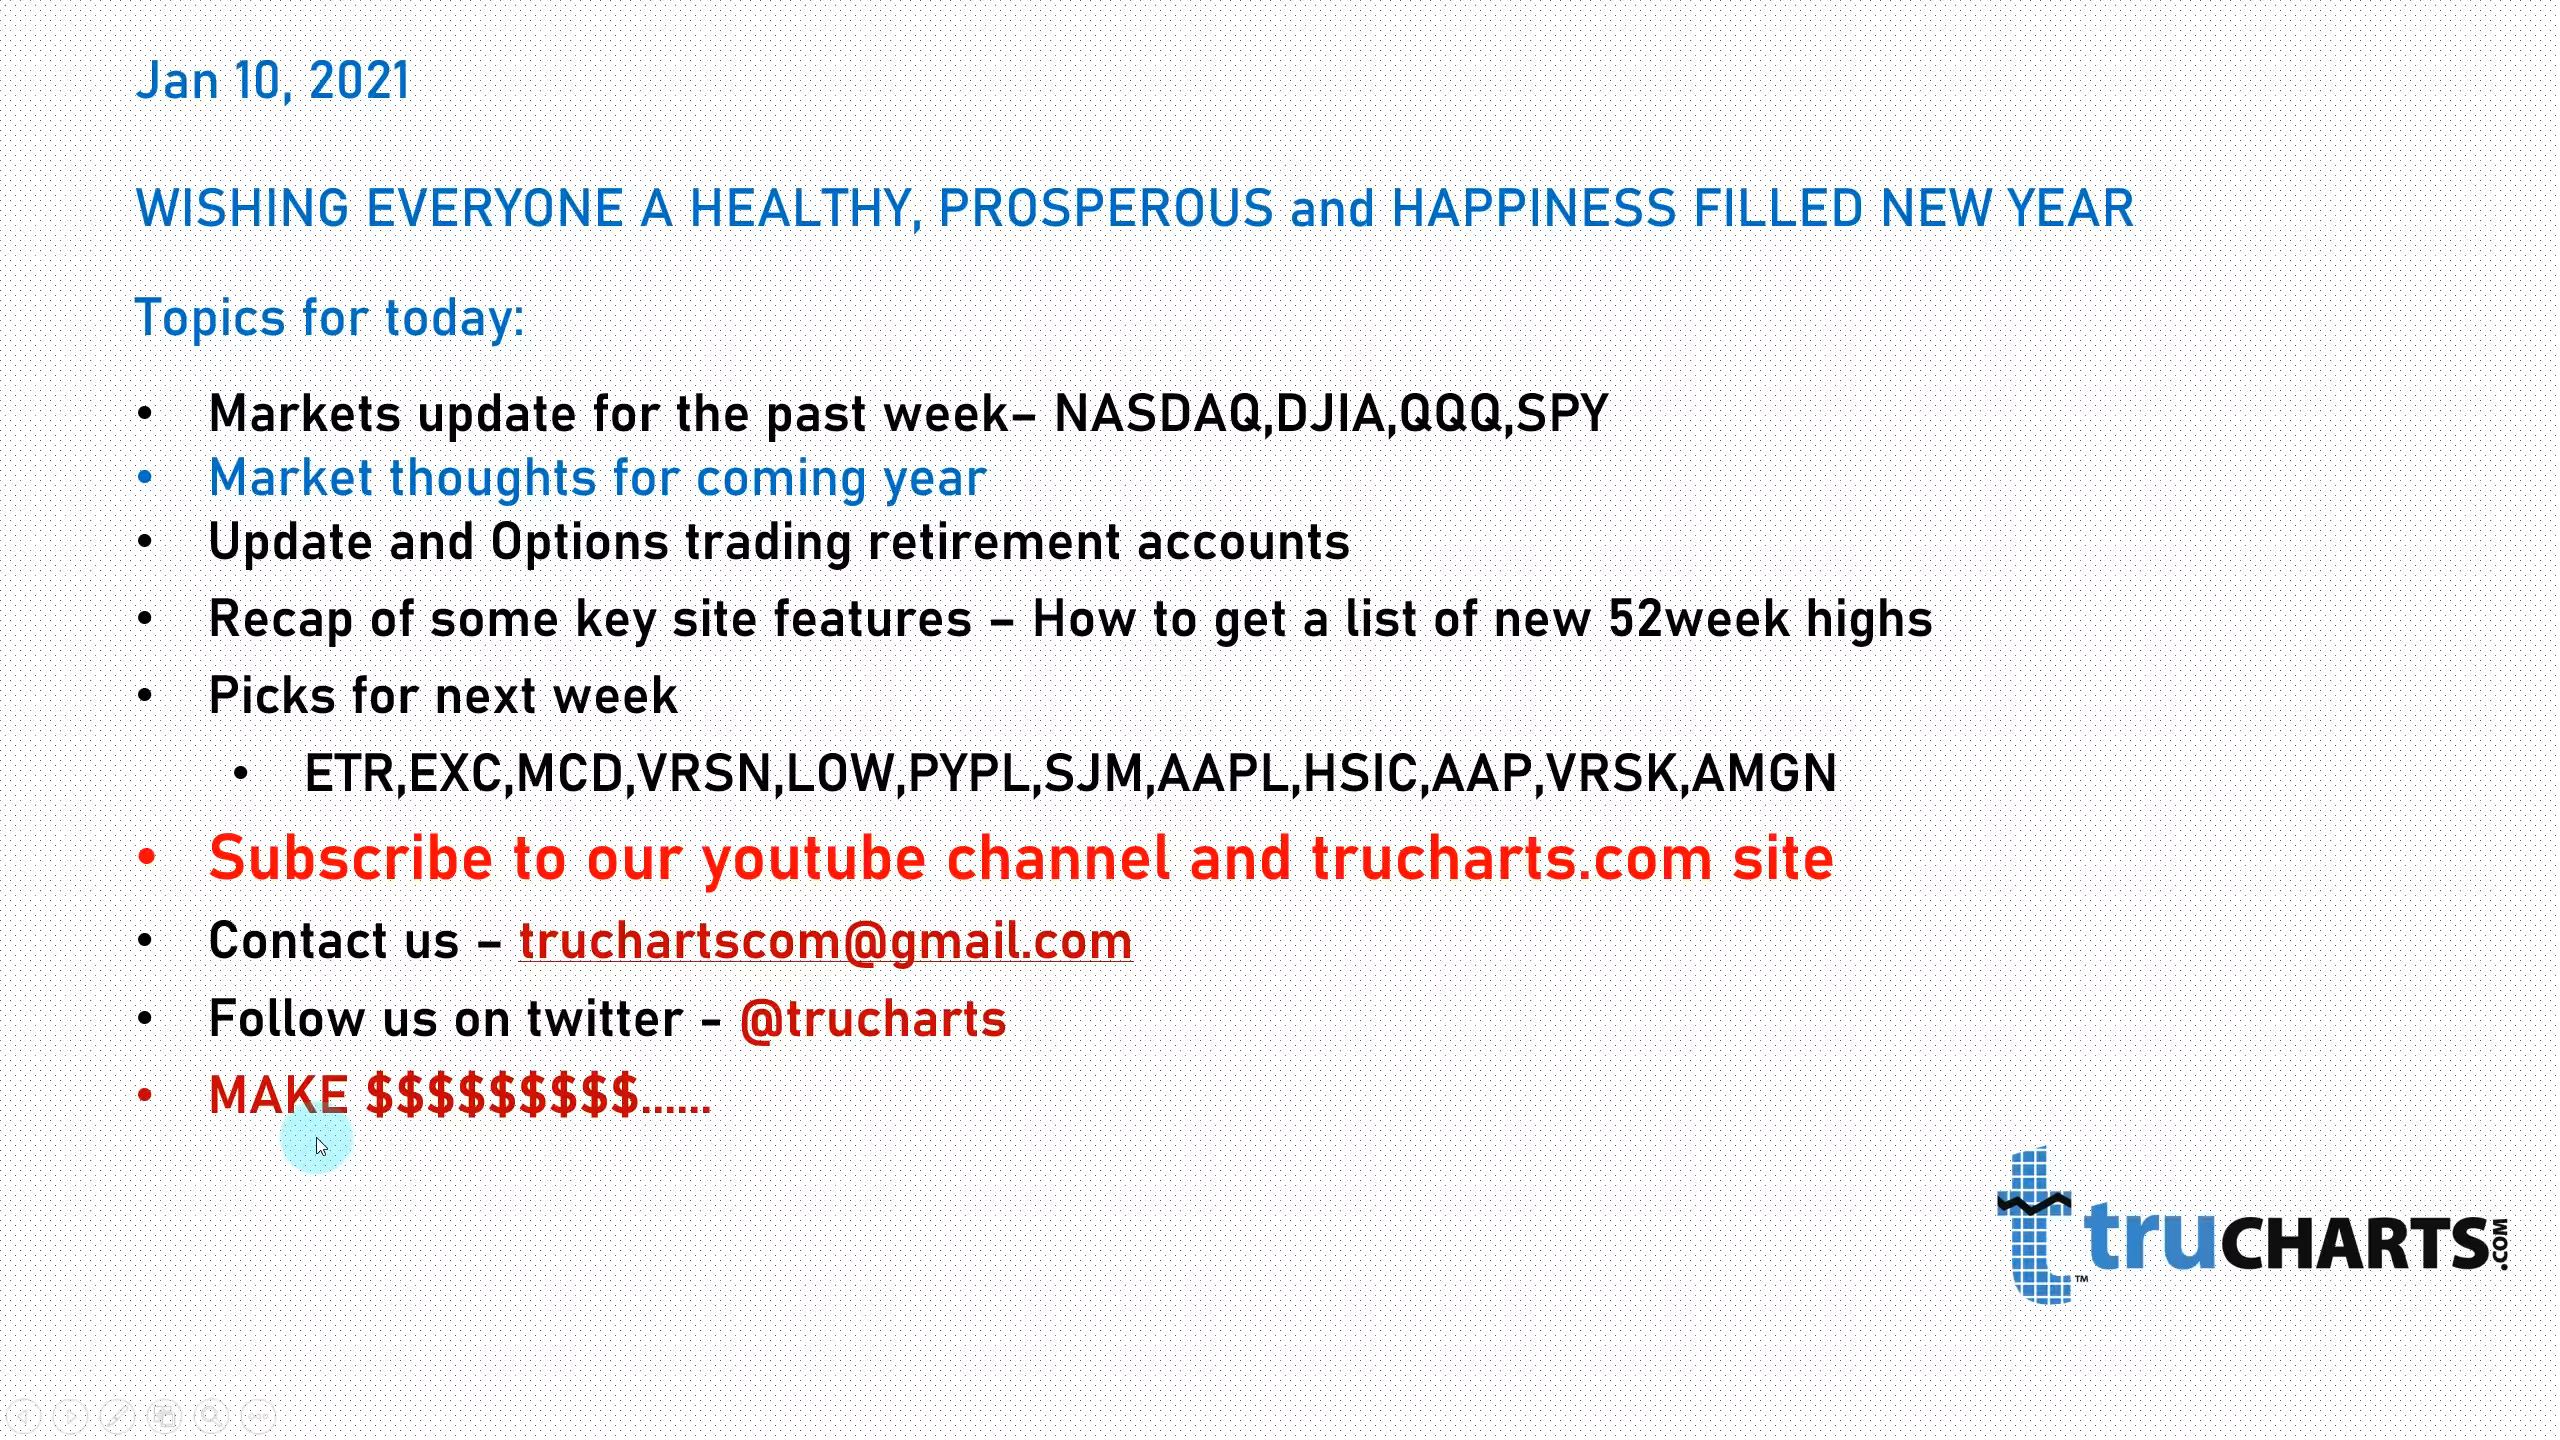 Jan 10, 2021
WISHING EVERYONE A HEALTHY, PROSPEROUS and HAPPINESS FILLED NEW YEAR
Topics for today:
• Markets update for the past week– NASDAQ,DJIA,QQQ,SPY
• Market thoughts for coming year
• Update and Options trading retirement accounts
• Recap of some key site features – How to get a list of new 52week highs
• Picks for next week
• ETR,EXC,MCD,VRSN,LOW,PYPL,SJM,AAPL,HSIC,AAP,VRSK,AMGN
• Subscribe to our youtube channel and trucharts.com site
• Contact us – truchartscom@gmail.com
• Follow us on twitter - @trucharts
• MAKE $$$$$$$$$......
t™ truCHARTS.COM